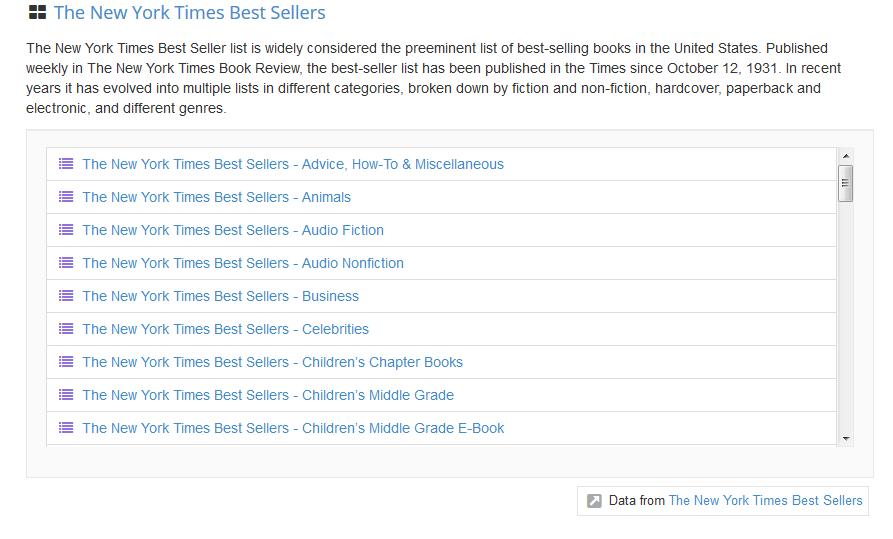 The New York Times Best Sellers
The New York Times Best Seller list is widely considered the preeminent list of best-selling books in the United States. Published
weekly in The New York Times Book Review, the best-seller list has been published in the Times since October 12, 1931. In recent
years it has evolved into multiple lists in different categories, broken down by fiction and non-fiction, hardcover, paperback and
electronic, and different genres.
The New York Times Best Sellers - Advice, How-To & Miscellaneous
The New York Times Best Sellers - Animals
The New York Times Best Sellers - Audio Fiction
The New York Times Best Sellers - Audio Nonfiction
The New York Times Best Sellers - Business
The New York Times Best Sellers - Celebrities
The New York Times Best Sellers - Children’s Chapter Books
The New York Times Best Sellers - Children’s Middle Grade
The New York Times Best Sellers - Children’s Middle Grade E-Book
Data from The New York Times Best Sellers